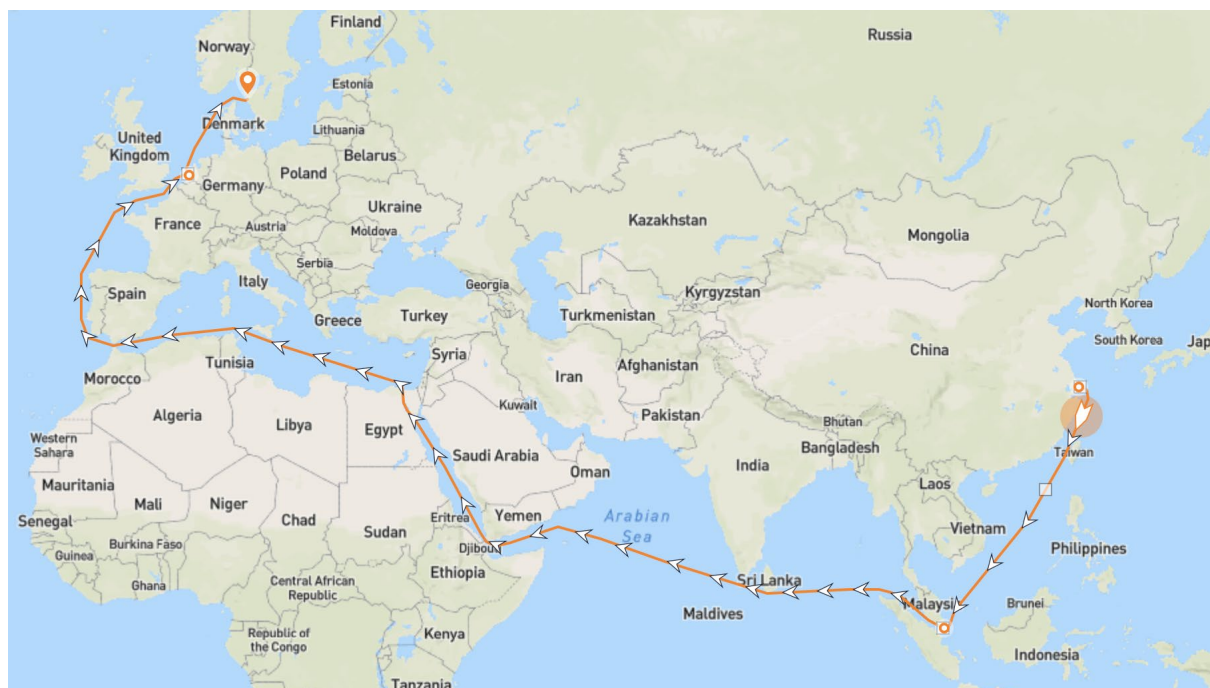 Finland
Russia
Norway
Estonia
Denmark
Lithuania
United
Kingdom
Belarus
Poland
Germany
Ukraine
Kazakhstan
France
Austria
Moldova
Mongolia
Serbia
Italy
Georgia
Kyrgyzstan
Spain
North Korea
Greece
Turkey
Turkmenistan
South Korea
Jap
China
Syria
Tunisia
Afghanistan
Iran
Morocco
Algeria
Libya
Kuwait
Pakistan
Egypt
Bhutan
Western
Sahara
Bangladesh
Taiwan
Saudi Arabia
India
Oman
Mauritania
Laos
Mali
Niger
Arabian
Sea
Yemen
Eritrea
Chad
Senegal
Sudan
Vietnam
Burkina Faso
Djibou
Philippines
Guinea
Ethiopia
Central African
Republic
Ghana
Sri Lanka
Malaysi
Brunei
Maldives
Republic of
the Congo
Kenya
Indonesia
Tanzania